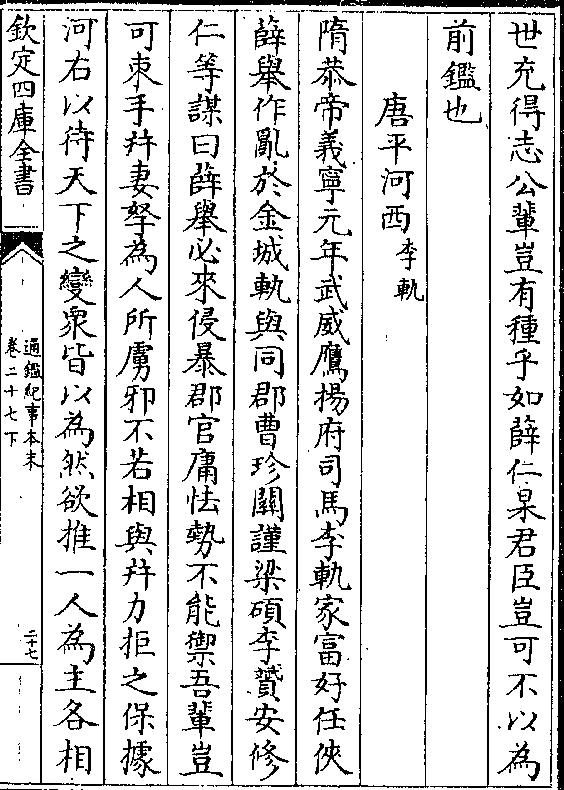 世充得志公輩豈有種乎如薛仁杲君臣豈可不以為
前鑑也
唐平河西李軌
隋恭帝義寧元年武威鷹揚府司馬李軌家富好任俠
薛舉作亂於金城軌與同郡曹珍關謹梁碩李贇安修
仁等謀曰薛舉必來侵暴郡官庸怯勢不能禦吾輩豈
可束手并妻孥為人所虜邪不若相與并力拒之保據
河右以待天下之變衆皆以為然欲推一人為主各相
欽定四庫全書
通鑑紀事本末
卷二十七下
二十七